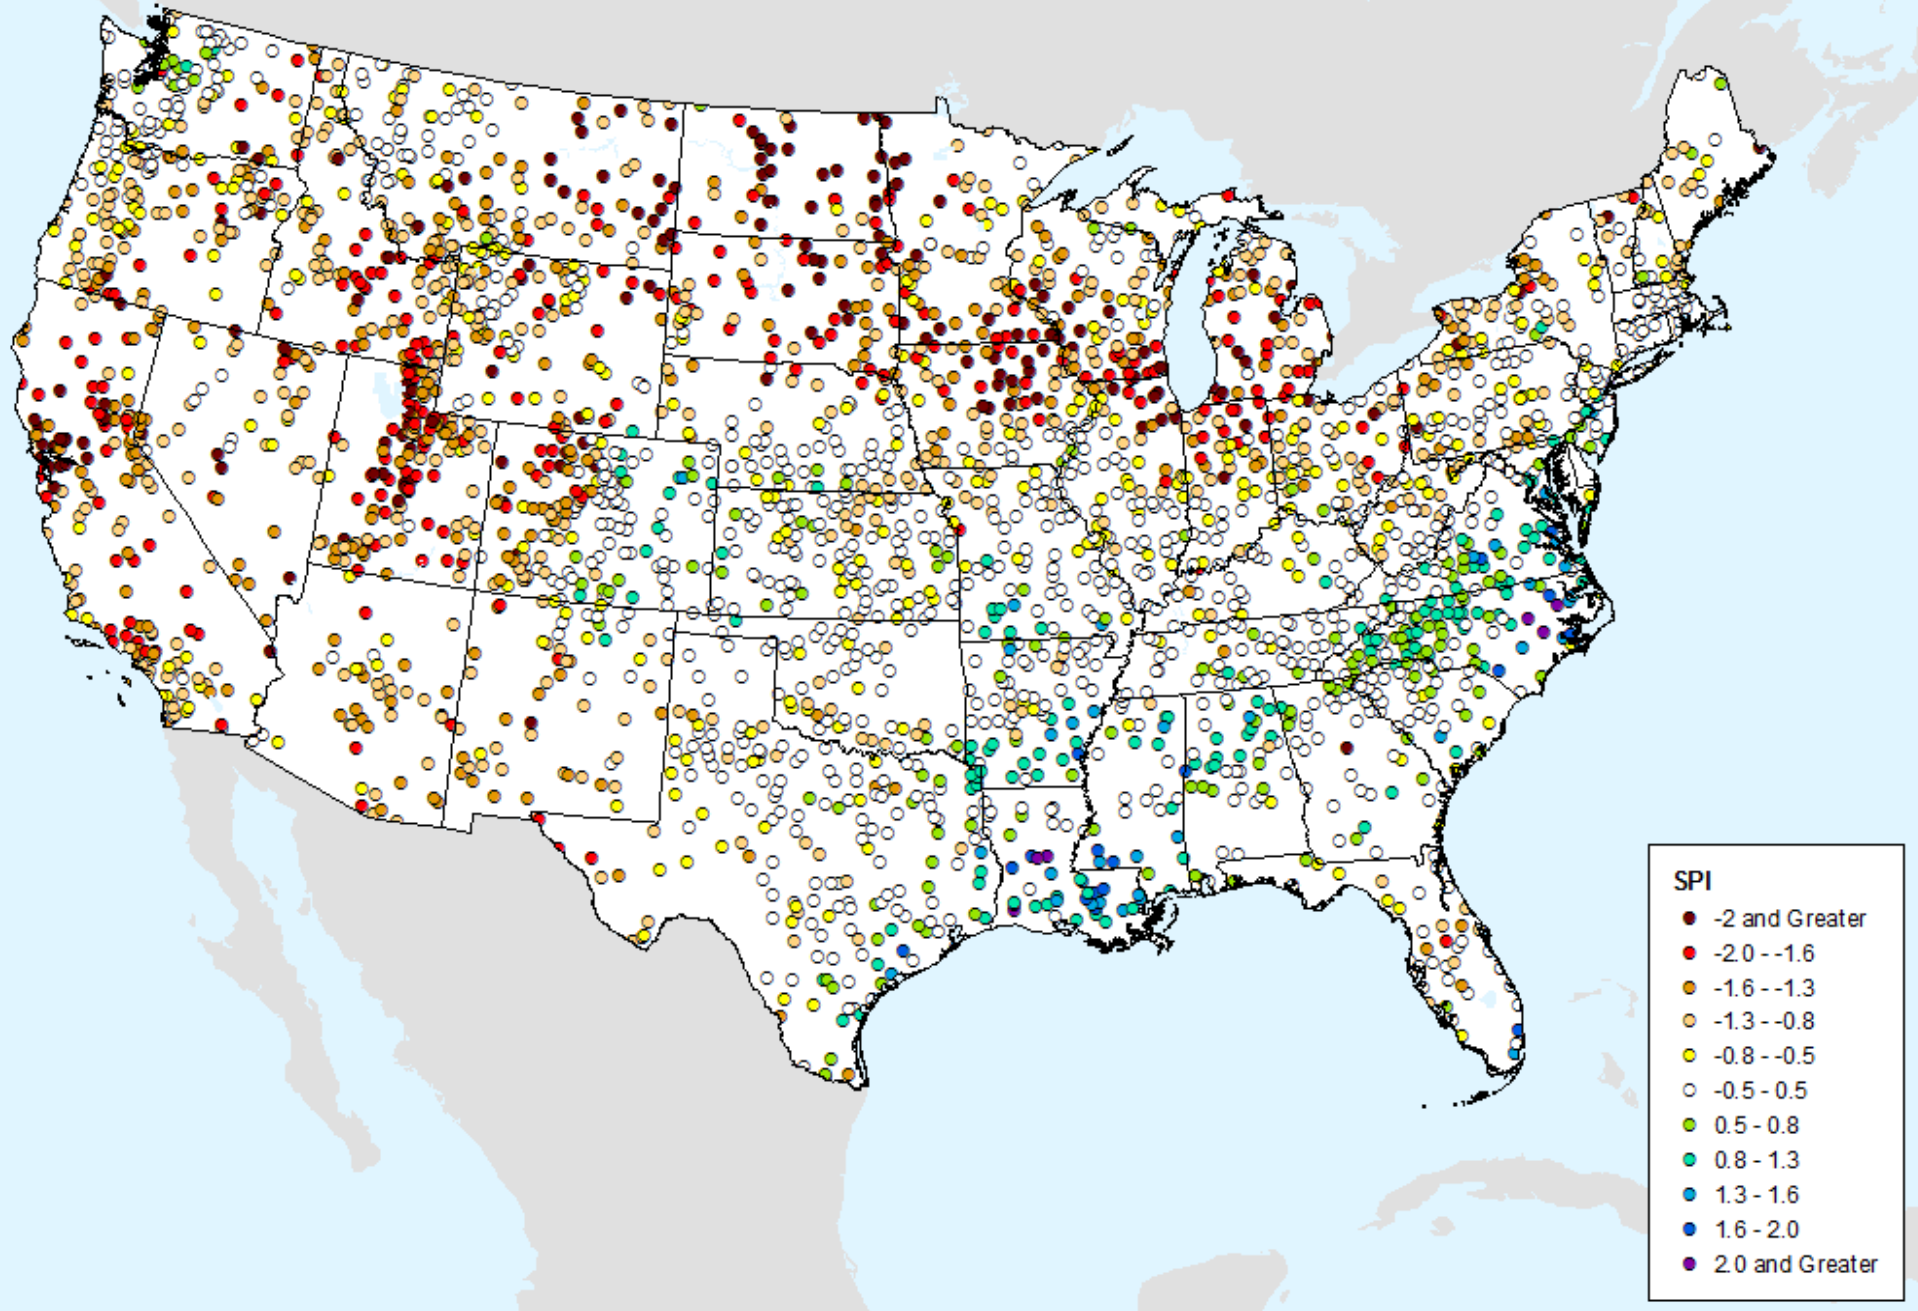 SPI
-2 and Greater
-2.0 - -1.6
-1.6 - -1.3
-1.3 - -0.8
-0.8 - -0.5
-0.5 - 0.5
0.5 - 0.8
0.8 - 1.3
1.3 - 1.6
1.6 - 2.0
2.0 and Greater